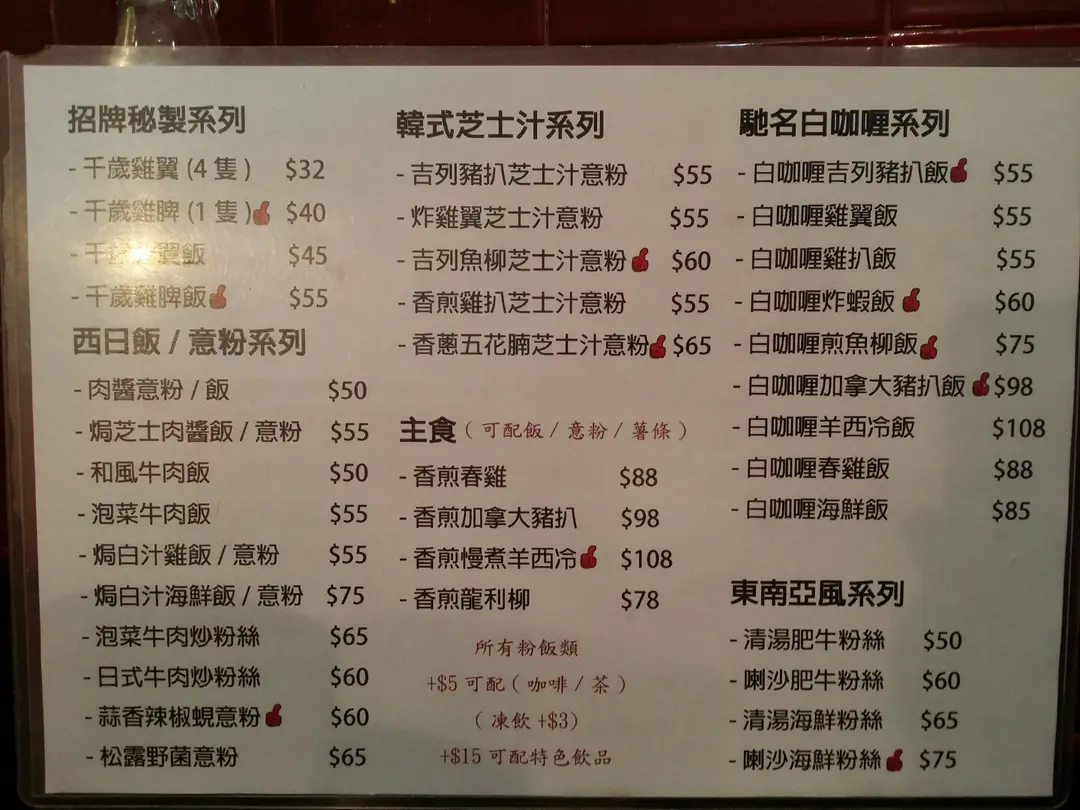 招牌秘製系列
- 千歲雞翼 (4 隻 ) $32
- 千歲雞髀 (1 隻 ) $40
- 千 翼飯 $45
- 千歲雞髀飯 $55
西日飯 / 意粉系列
- 肉醬意粉 / 飯 $50
- 焗芝士肉醬飯 / 意粉 $55
- 和風牛肉飯 $50
- 泡菜牛肉飯 $55
- 焗白汁雞飯 / 意粉 $55
- 焗白汁海鮮飯 / 意粉 $75
- 泡菜牛肉炒粉絲 $65
- 日式牛肉炒粉絲 $60
- 蒜香辣椒蜆意粉 $60
- 松露野菌意粉 $65
韓式芝士汁系列
- 吉列豬扒芝士汁意粉 $55
- 炸雞翼芝士汁意粉 $55
- 吉列魚柳芝士汁意粉 $60
- 香煎雞扒芝士汁意粉 $55
- 香蔥五花腩芝士汁意粉 $65
主食 ( 可配飯 / 意粉 / 薯條 )
- 香煎春雞 $88
- 香煎加拿大豬扒 $98
- 香煎慢煮羊西冷 $108
- 香煎龍利柳 $78
所有粉飯類
+$5 可配 ( 咖啡 / 茶 )
( 凍飲 +$3)
+$15 可配特色飲品
馳名白咖喱系列
- 白咖喱吉列豬扒飯 $55
- 白咖喱雞翼飯 $55
- 白咖喱雞扒飯 $55
- 白咖喱炸蝦飯 $60
- 白咖喱煎魚柳飯 $75
- 白咖喱加拿大豬扒飯 $98
- 白咖喱羊西冷飯 $108
- 白咖喱春雞飯 $88
- 白咖喱海鮮飯 $85
東南亞風系列
- 清湯肥牛粉絲 $50
- 喇沙肥牛粉絲 $60
- 清湯海鮮粉絲 $65
- 喇沙海鮮粉絲 $75